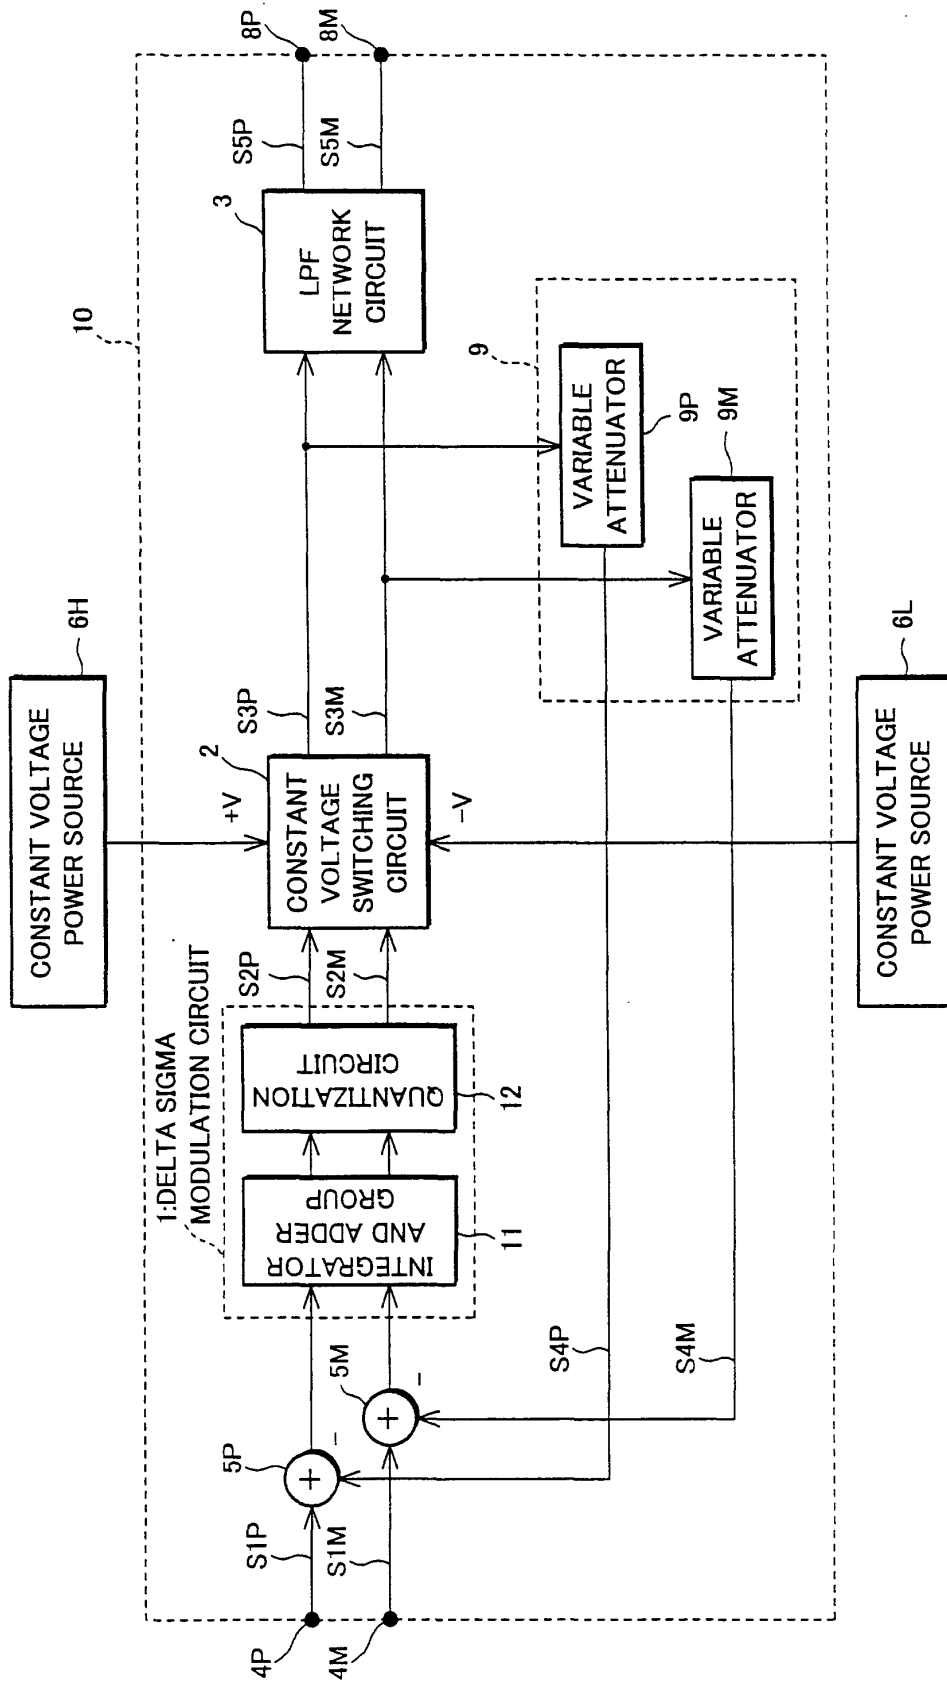 CONSTANT VOLTAGE
POWER SOURCE
6H
10
1:DELTA SIGMA
MODULATION CIRCUIT
+V
2
CONSTANT
VOLTAGE
SWITCHING
CIRCUIT
-V
3
LPF
NETWORK
CIRCUIT
4P
4M
S1P
S1M
5P
5M
+
-
+
-
INTEGRATOR
AND ADDER
GROUP
11
QUANTIZATION
CIRCUIT
12
S2P
S2M
S3P
S3M
S5P
S5M
8P
8M
9
VARIABLE
ATTENUATOR
9P
VARIABLE
ATTENUATOR
9M
S4P
S4M
CONSTANT VOLTAGE
POWER SOURCE
6L